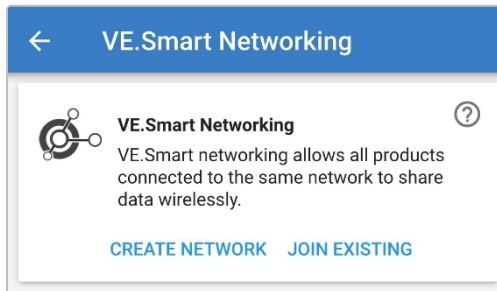 VE.Smart Networking
VE.Smart Networking
VE.Smart networking allows all products
connected to the same network to share
data wirelessly.
CREATE NETWORK JOIN EXISTING